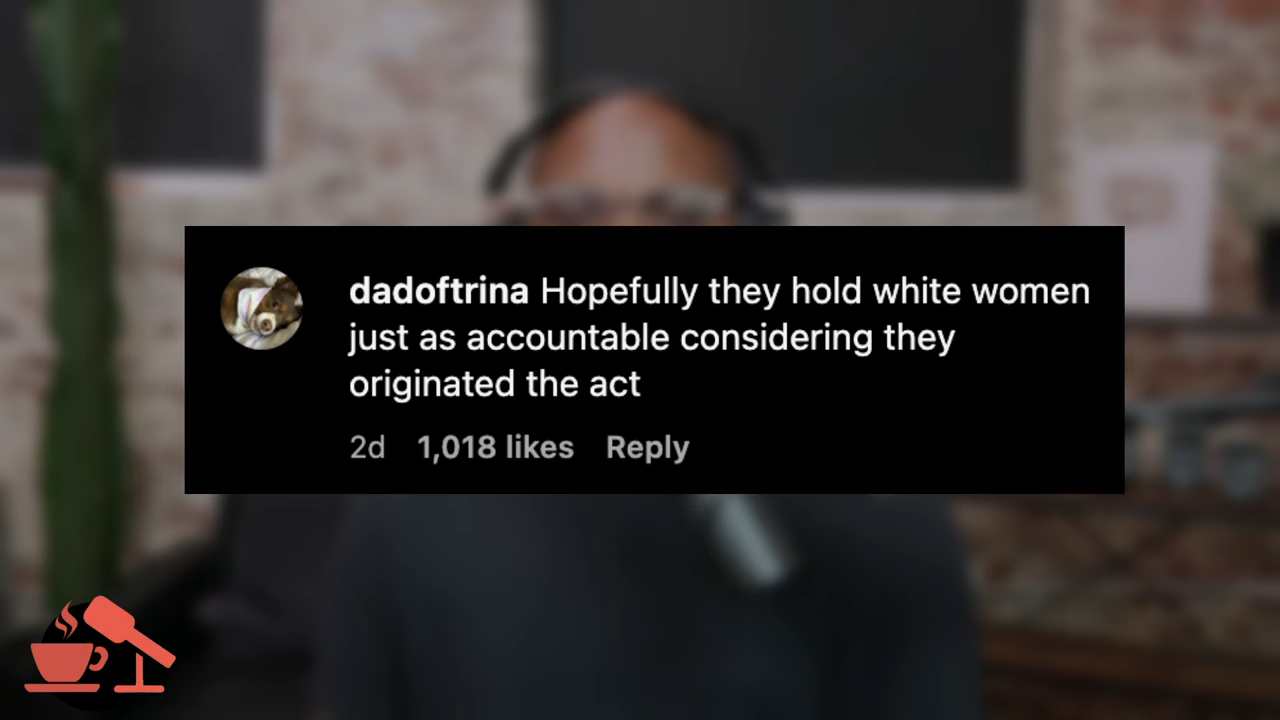 dadoftrina Hopefully they hold white women
just as accountable considering they
originated the act
2d 1,018 likes Reply